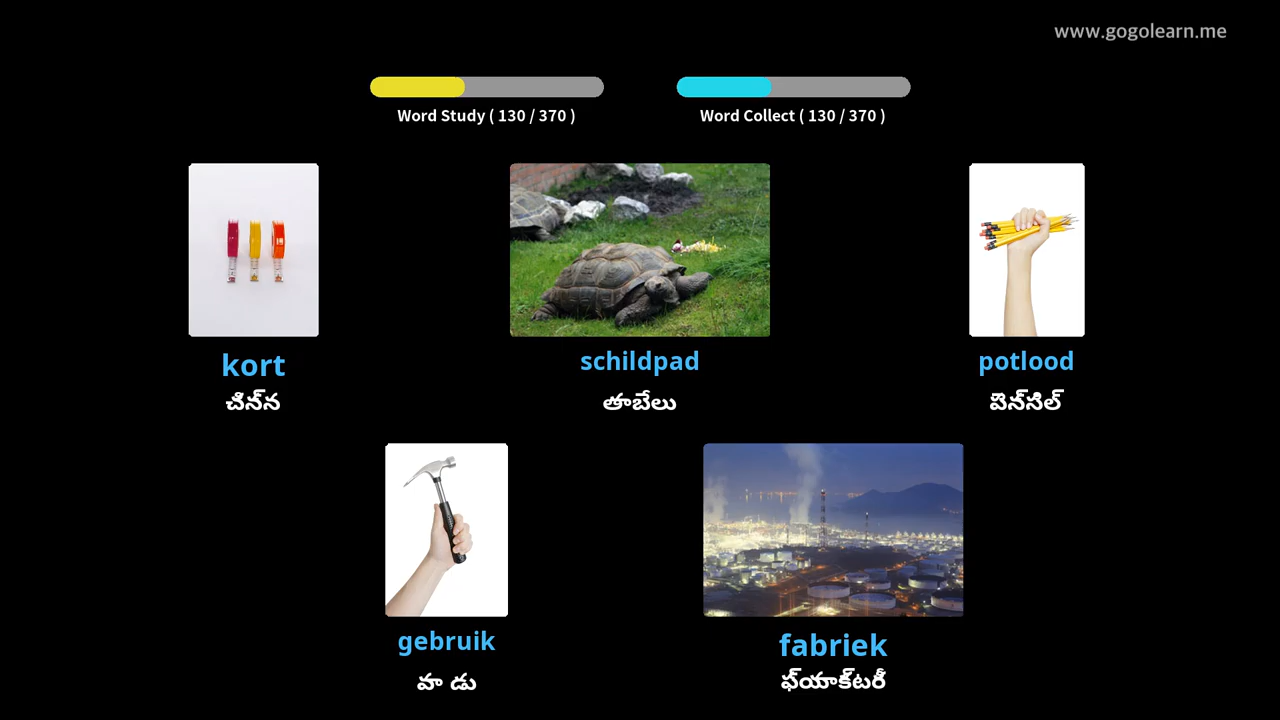 www.gogolearn.me
Word Study ( 130 / 370 )
Word Collect ( 130 / 370 )
kort
schildpad
potlood
చిన్న
తాబేలు
పెన్సిల్
gebruik
fabriek
వా డు
ఫ్యాక్టరీ